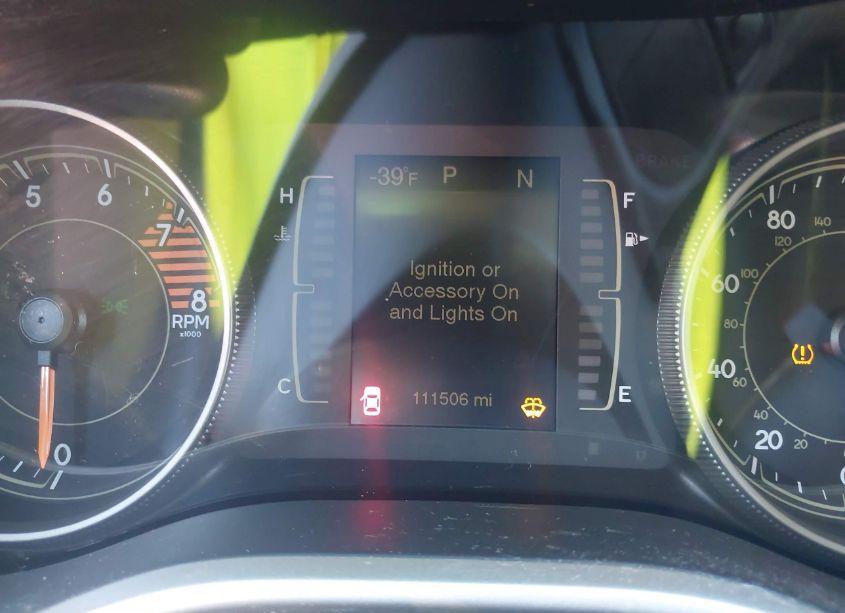 -39°F P N
H
F
C
E
Ignition or
Accessory On
and Lights On
111506 mi
BRAKE
5
6
7
8
RPM
x1000
0
80
60
40
20
140
120
100
80
60
40
20